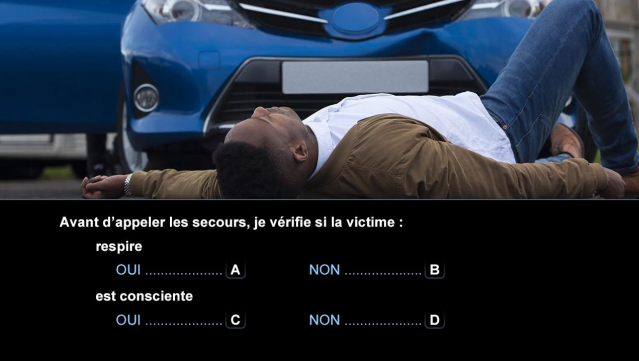 Avant d'appeler les secours, je vérifie si la victime :
respire
OUI .................... A NON .................... B
est consciente
OUI .................... C NON .................... D